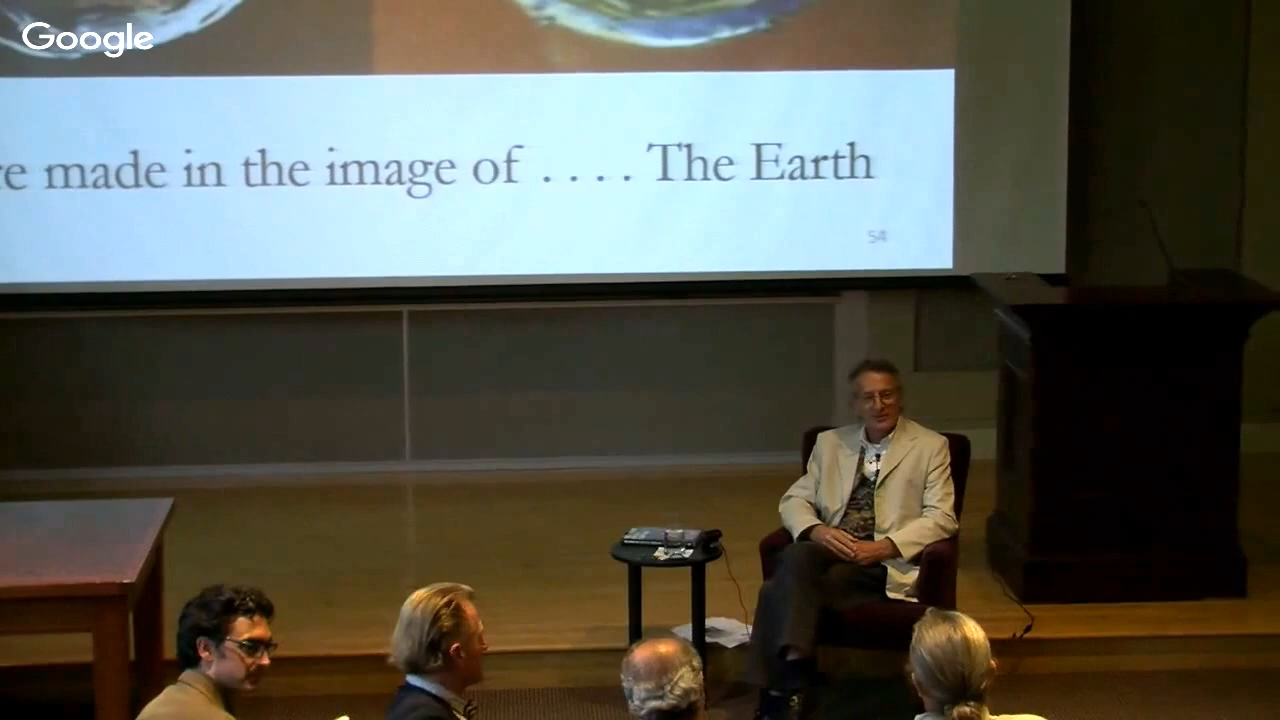 Google
made in the image of . . . . The Earth
54